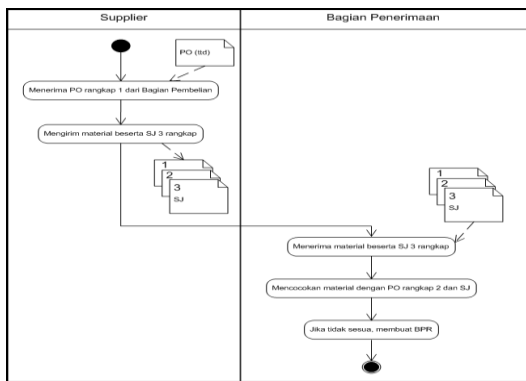 Supplier
Bagian Penerimaan
PO (ttd)
Menerima PO rangkap 1 dari Bagian Pembelian
Mengirim material beserta SJ 3 rangkap
1
2
3
SJ
1
2
3
SJ
Menerima material beserta SJ 3 rangkap
Mencocokan material dengan PO rangkap 2 dan SJ
Jika tidak sesua, membuat BPR